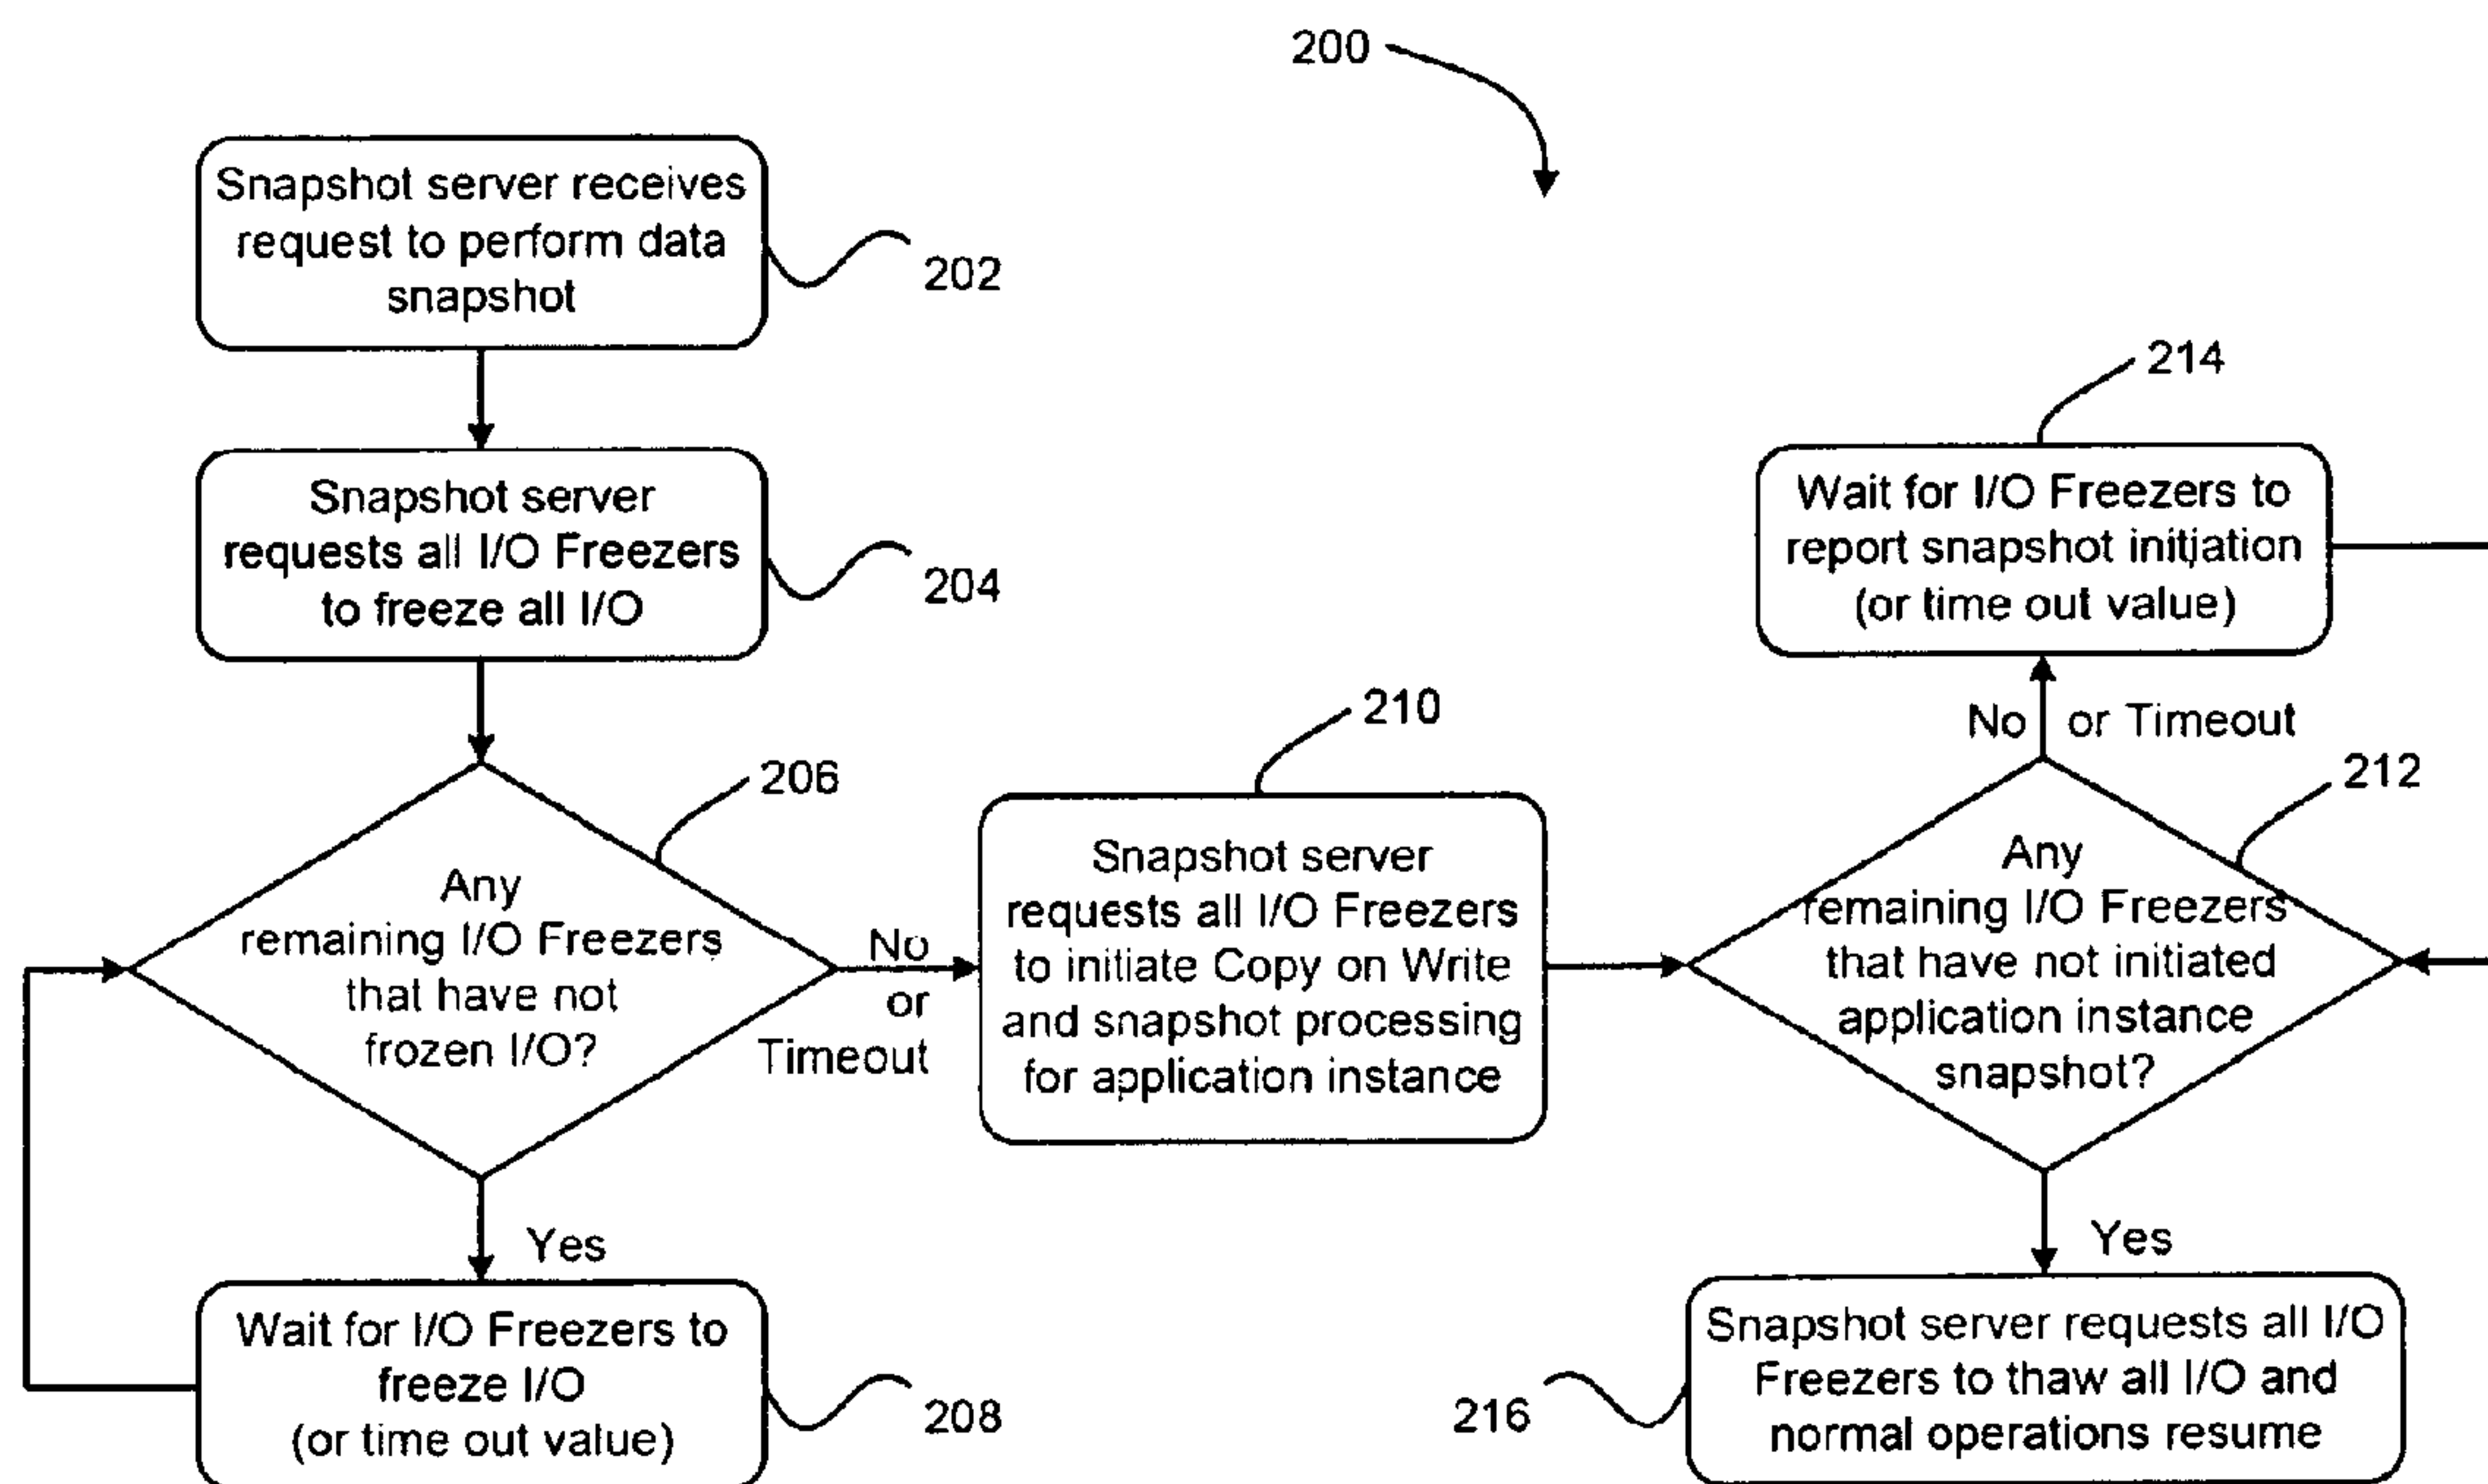 200
Snapshot server receives
request to perform data
snapshot
202
Snapshot server
requests all I/O Freezers
to freeze all I/O
204
206
Any
remaining I/O Freezers
that have not
frozen I/O?
No
or
Timeout
Yes
Wait for I/O Freezers to
freeze I/O
(or time out value)
208
210
Snapshot server
requests all I/O Freezers
to initiate Copy on Write
and snapshot processing
for application instance
214
Wait for I/O Freezers to
report snapshot initiation
(or time out value)
No or Timeout
212
Any
remaining I/O Freezers
that have not initiated
application instance
snapshot?
Yes
Snapshot server requests all I/O
Freezers to thaw all I/O and
normal operations resume
216